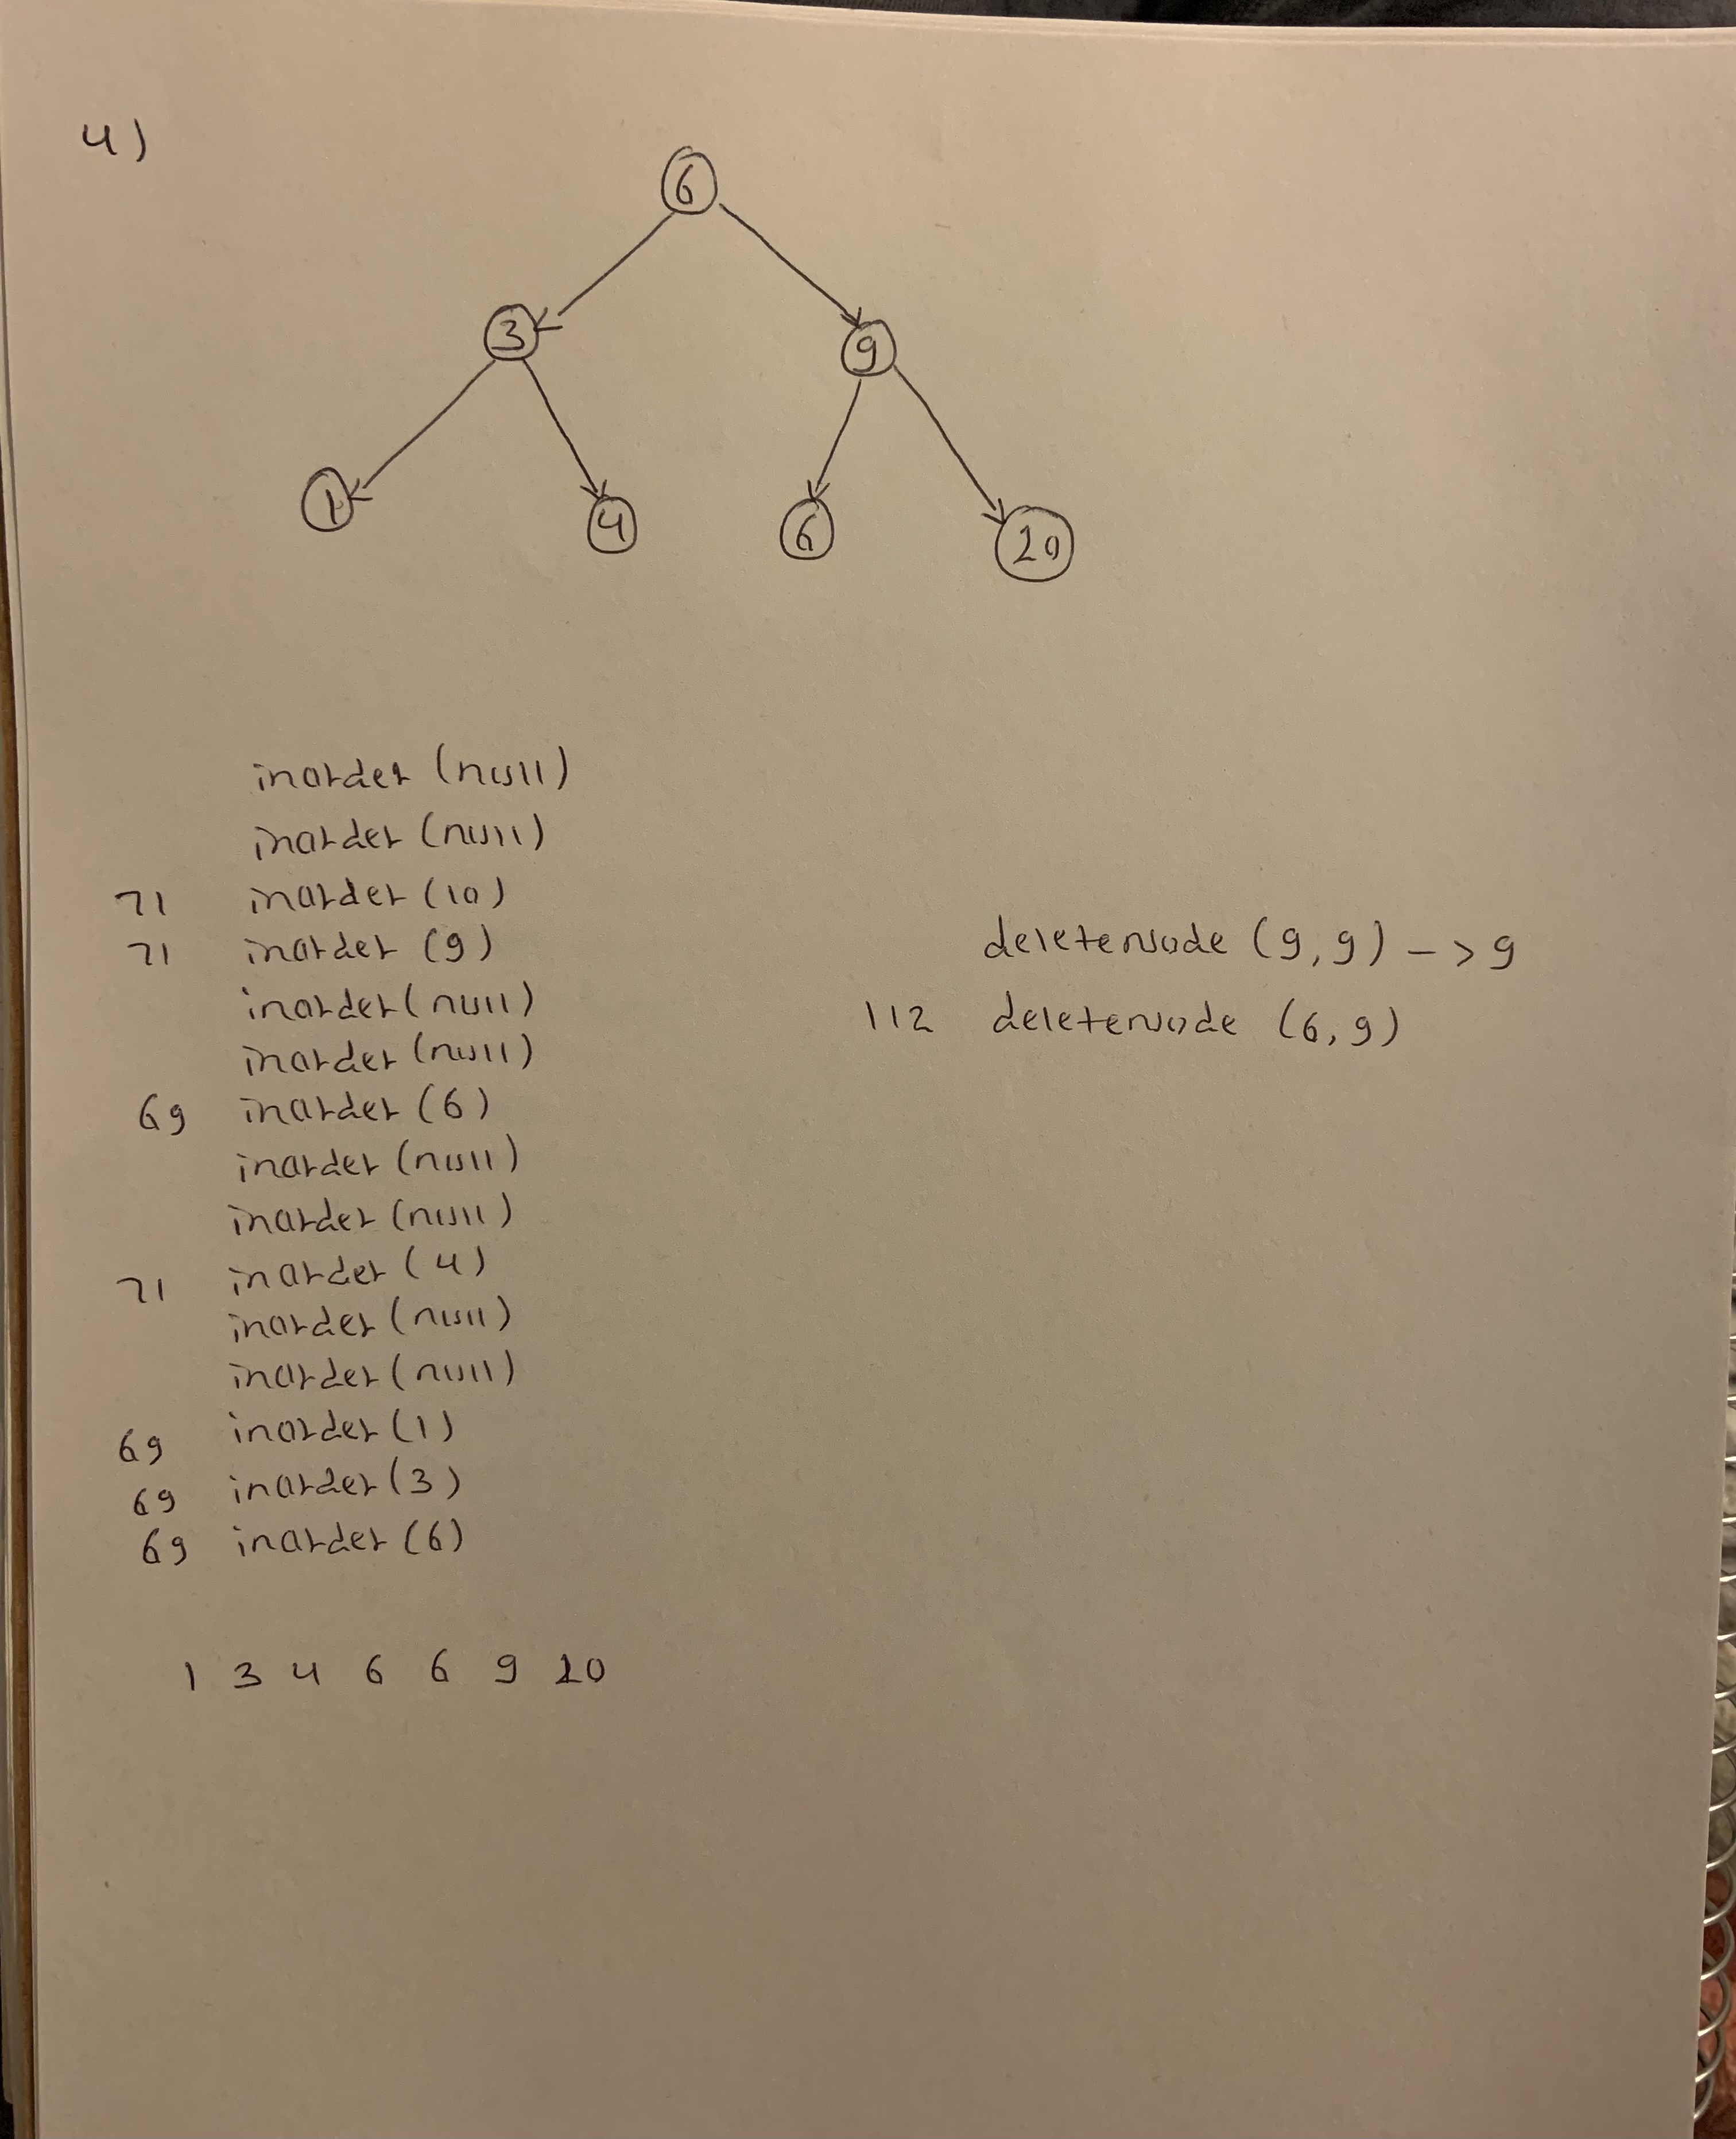 4)
6
3 9
1 4 6 20
inorder (null)
inorder (null)
71 inorder (10)
71 inorder (9)
inorder (null)
inorder (null)
69 inorder (6)
inorder (null)
inorder (null)
71 inorder (4)
inorder (null)
inorder (null)
69 inorder (1)
69 inorder (3)
69 inorder (6)
deletenode (9,9) -> 9
112 deletenode (6,9)
1 3 4 6 6 9 20